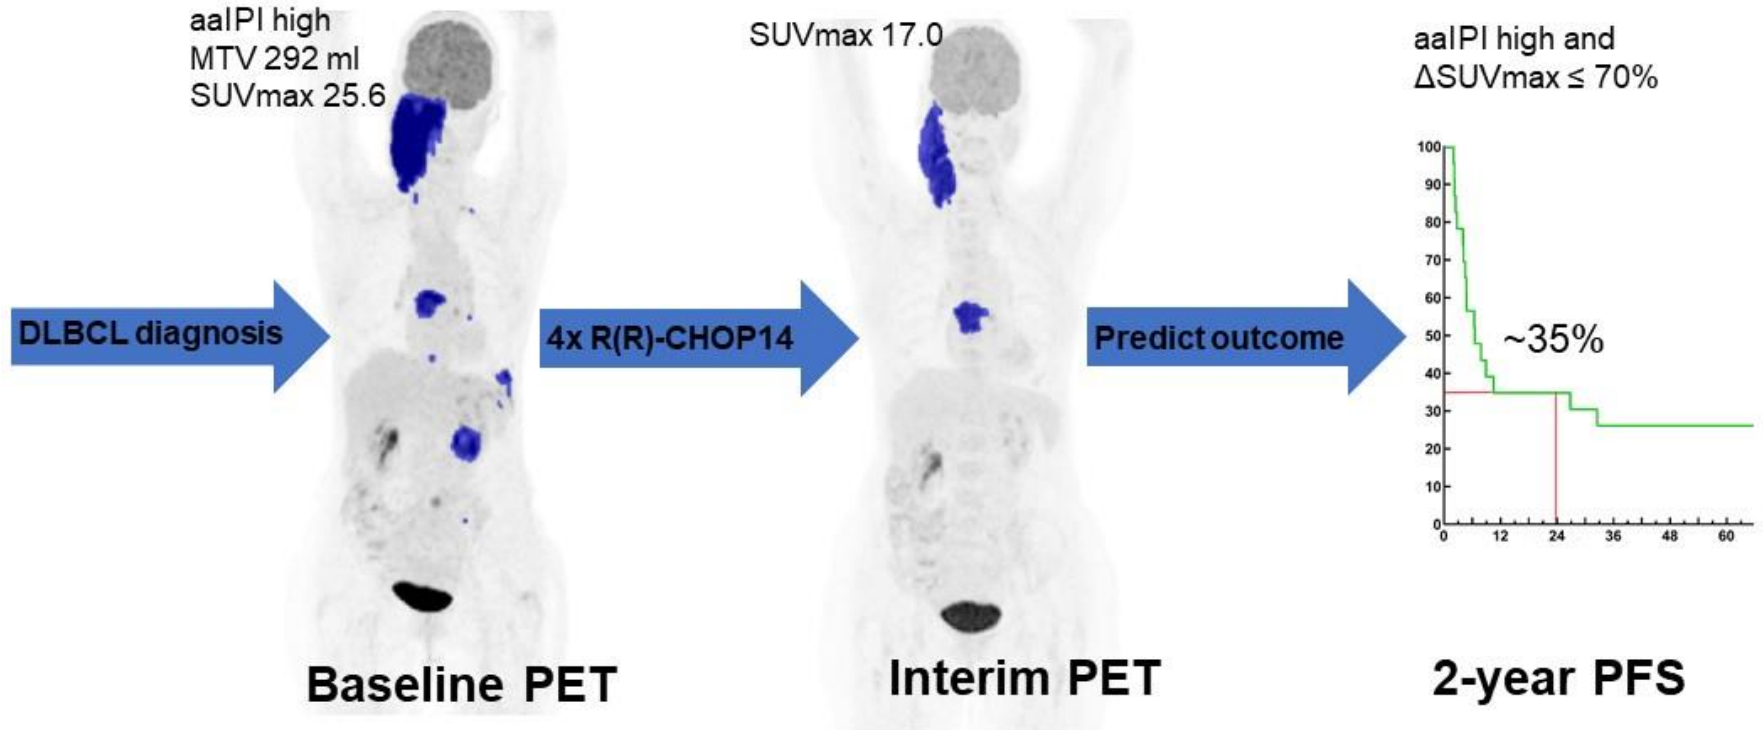 aaIPI high
MTV 292 ml
SUVmax 25.6
SUVmax 17.0
aaIPI high and
ΔSUVmax ≤ 70%
DLBCL diagnosis
4x R(R)-CHOP14
Predict outcome
100
90
80
70
60
50
40
30
20
10
0
~35%
0 12 24 36 48 60
Baseline PET
Interim PET
2-year PFS